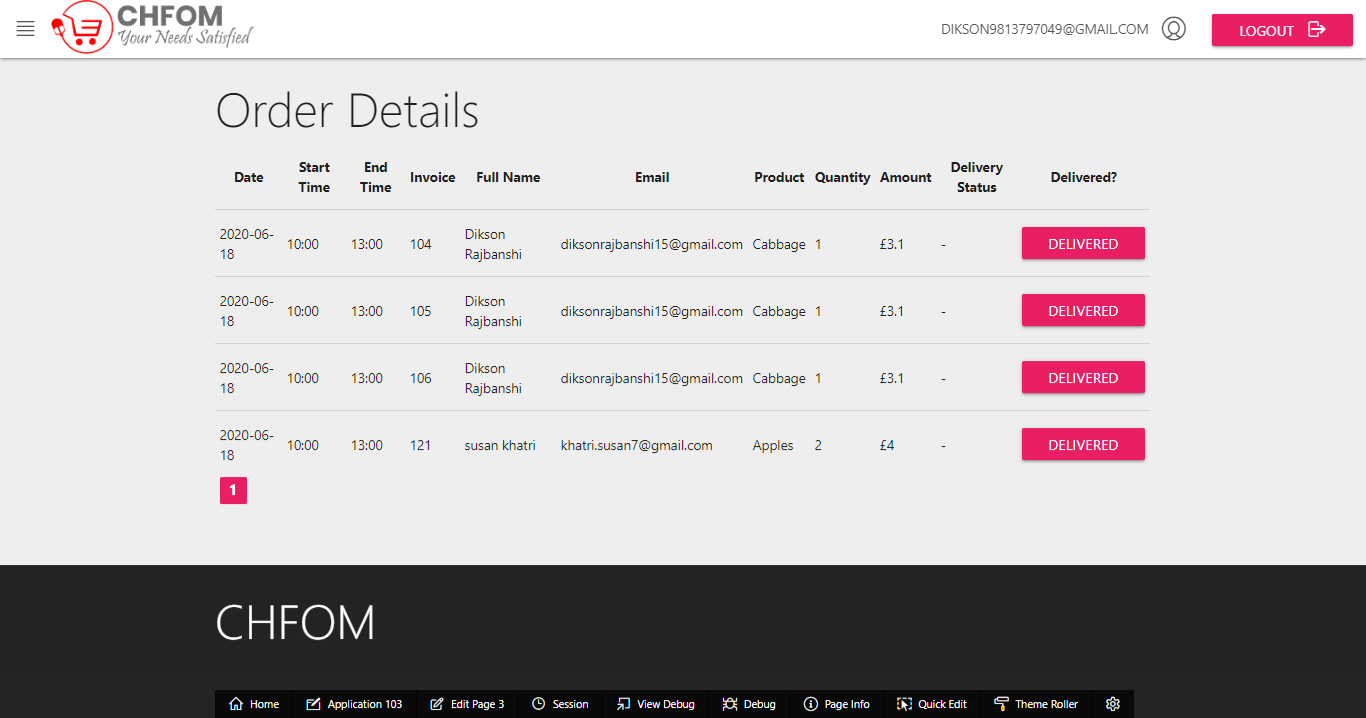 CHFOM
Your Needs Satisfied
DIKSON9813797049@GMAIL.COM
LOGOUT
Order Details
Date Start Time End Time Invoice Full Name Email Product Quantity Amount Delivery Status Delivered?
2020-06-18 10:00 13:00 104 Dikson Rajbanshi diksonrajbanshi15@gmail.com Cabbage 1 £3.1 - DELIVERED
2020-06-18 10:00 13:00 105 Dikson Rajbanshi diksonrajbanshi15@gmail.com Cabbage 1 £3.1 - DELIVERED
2020-06-18 10:00 13:00 106 Dikson Rajbanshi diksonrajbanshi15@gmail.com Cabbage 1 £3.1 - DELIVERED
2020-06-18 10:00 13:00 121 susan khatri khatri.susan7@gmail.com Apples 2 £4 - DELIVERED
1
CHFOM
Home Application 103 Edit Page 3 Session View Debug Debug Page Info Quick Edit Theme Roller